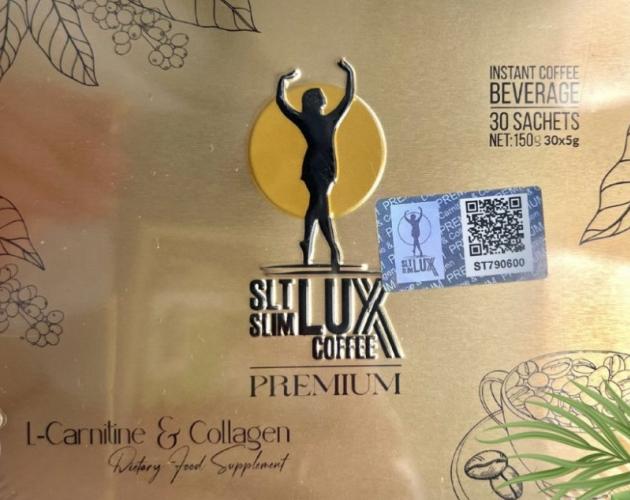 INSTANT COFFEE
BEVERAGE
30 SACHETS
NET:150g 30x5g
SLT
SLIM
LUX
COFFEE
PREMIUM
SLT
SLIM
LUX
ST790600
L-Carnitine & Collagen
Dietary Food Supplement